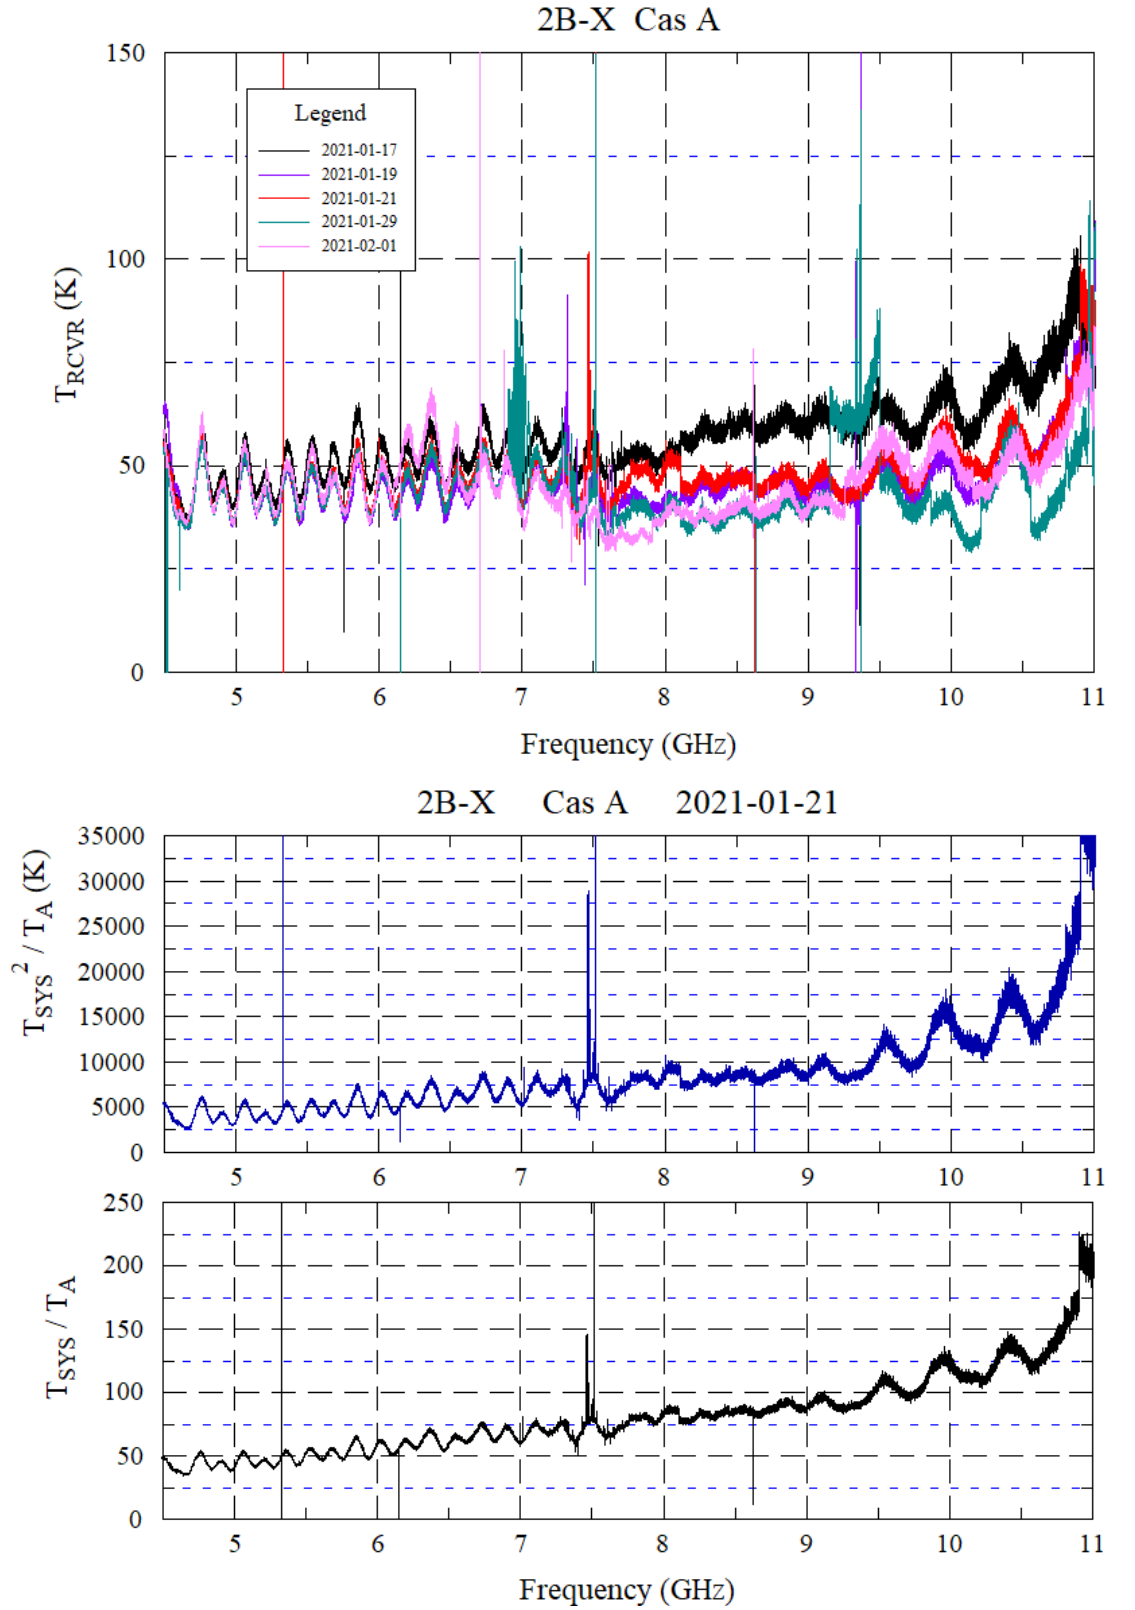 2B-X Cas A
150
100
50
0
T_RCVR (K)
Legend
2021-01-17
2021-01-19
2021-01-21
2021-01-29
2021-02-01
5 6 7 8 9 10 11
Frequency (GHz)
2B-X Cas A 2021-01-21
35000
30000
25000
20000
15000
10000
5000
0
T_SYS^2 / T_A (K)
5 6 7 8 9 10 11
250
200
150
100
50
0
T_SYS / T_A
5 6 7 8 9 10 11
Frequency (GHz)